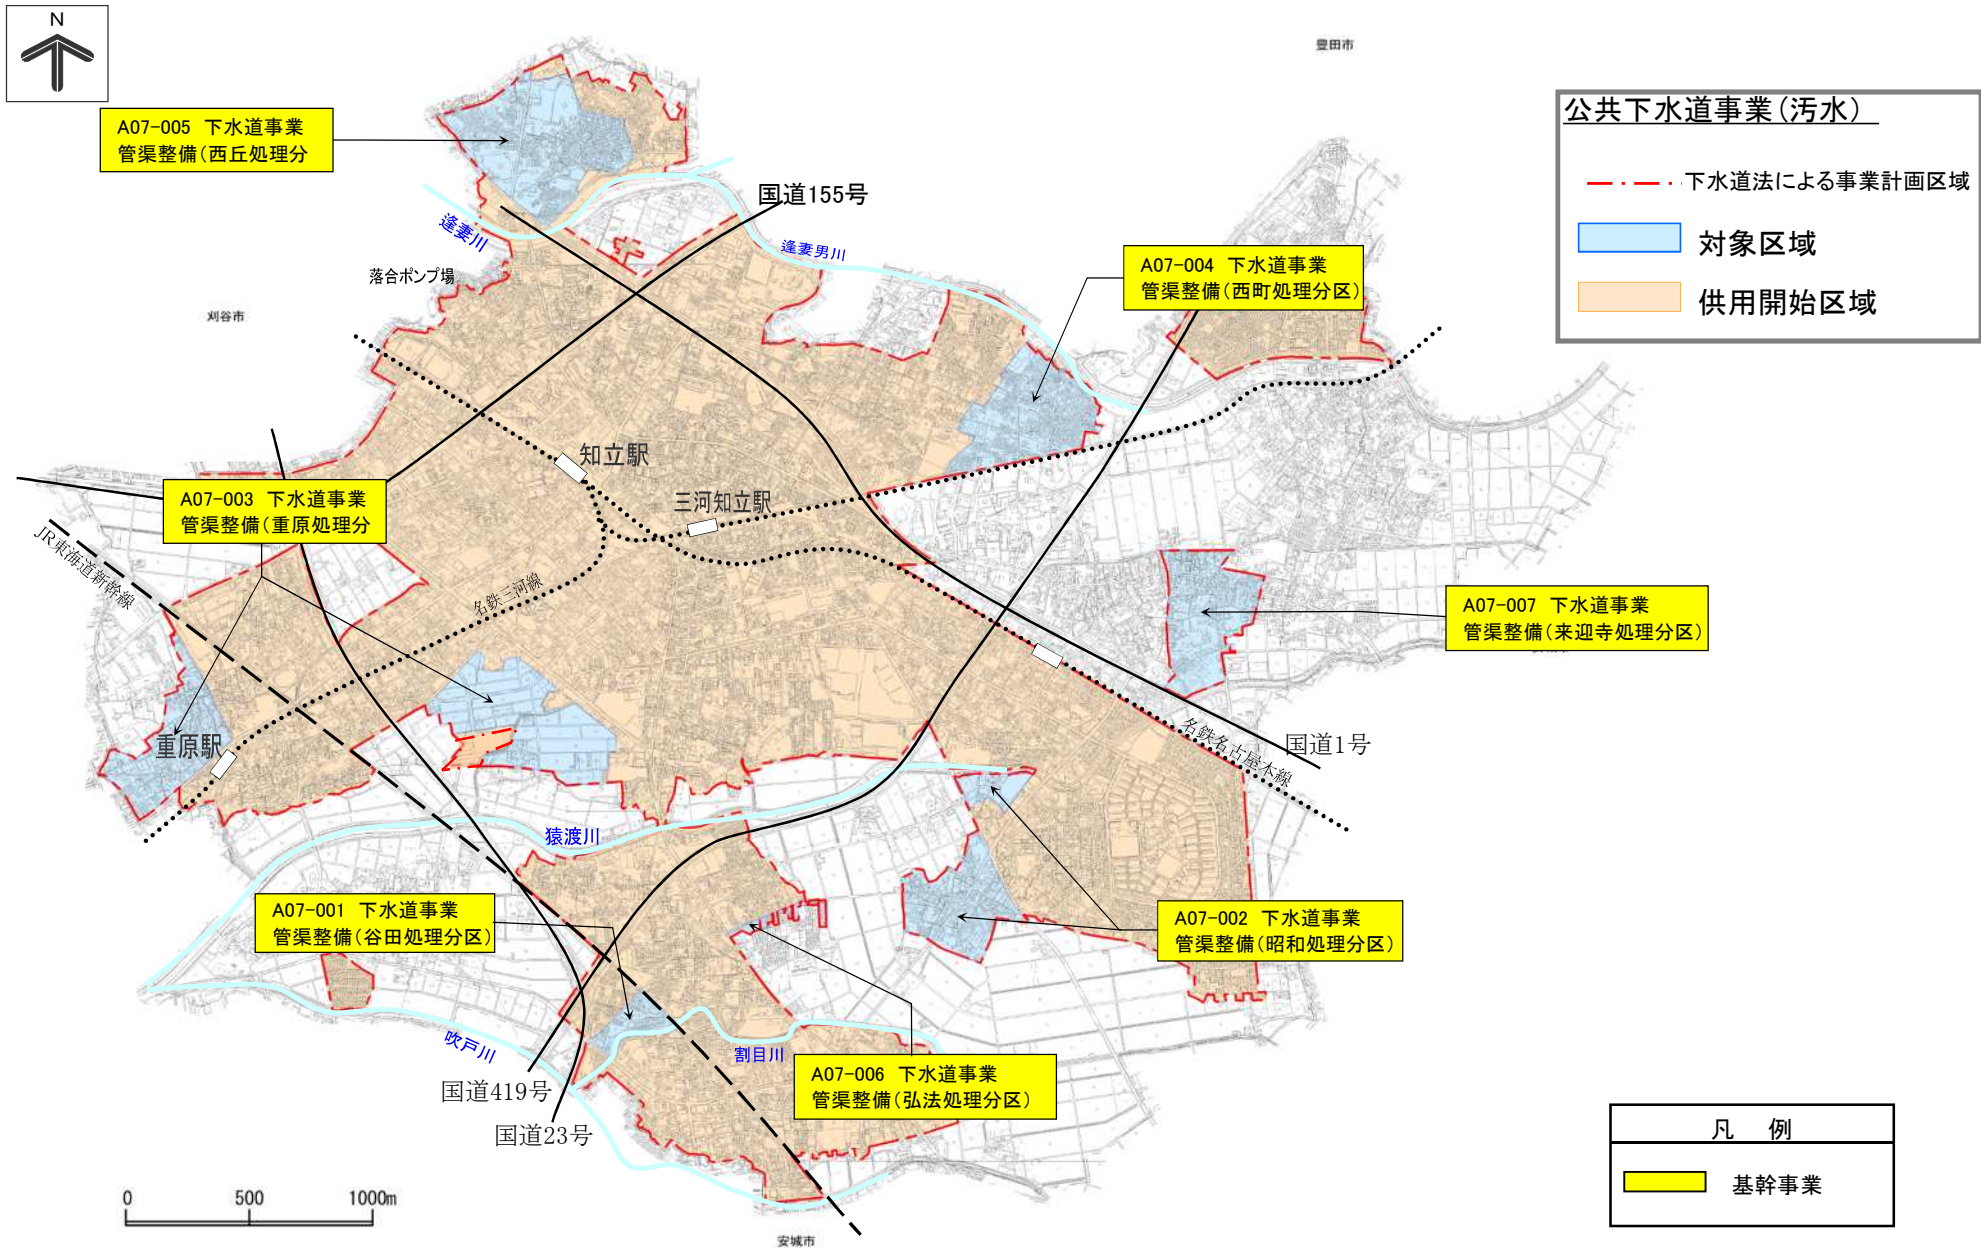 N
豊田市
公共下水道事業(汚水)
下水道法による事業計画区域
対象区域
供用開始区域
A07-005 下水道事業
管渠整備(西丘処理分
国道155号
逢妻川
逢妻男川
落合ポンプ場
刈谷市
A07-004 下水道事業
管渠整備(西町処理分区)
知立駅
三河知立駅
A07-003 下水道事業
管渠整備(重原処理分
JR東海道新幹線
名鉄三河線
A07-007 下水道事業
管渠整備(来迎寺処理分区)
重原駅
名鉄名古屋本線
国道1号
猿渡川
A07-001 下水道事業
管渠整備(谷田処理分区)
A07-002 下水道事業
管渠整備(昭和処理分区)
吹戸川
割目川
A07-006 下水道事業
管渠整備(弘法処理分区)
国道419号
国道23号
凡 例
基幹事業
0 500 1000m
安城市